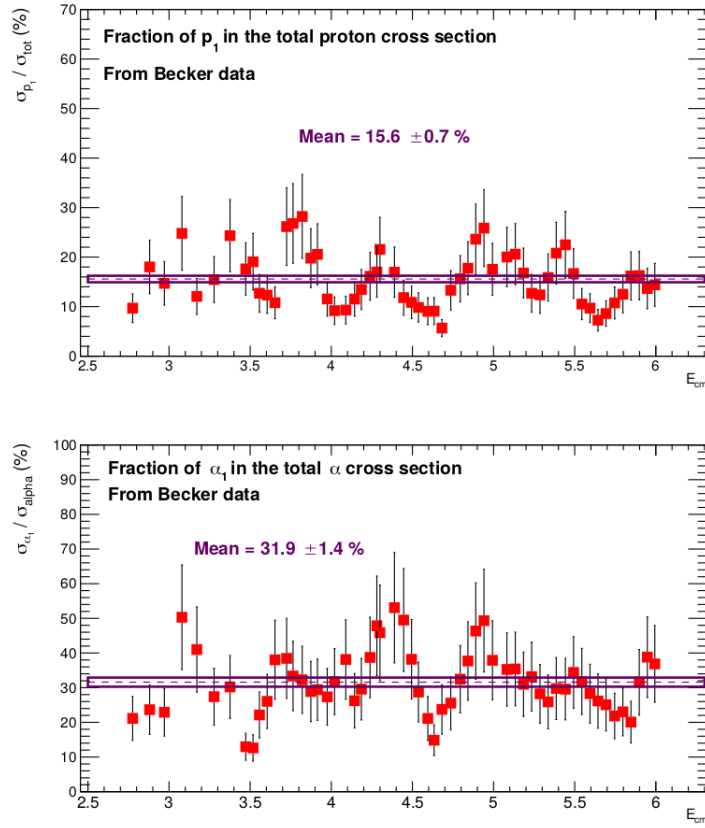 σp1 / σtot (%)
70
60
50
40
30
20
10
0
Fraction of p1 in the total proton cross section
From Becker data
Mean = 15.6 ±0.7 %
2.5 3 3.5 4 4.5 5 5.5 6
Ecm
σα1 / σalpha (%)
100
90
80
70
60
50
40
30
20
10
0
Fraction of α1 in the total α cross section
From Becker data
Mean = 31.9 ±1.4 %
2.5 3 3.5 4 4.5 5 5.5 6
Ecm